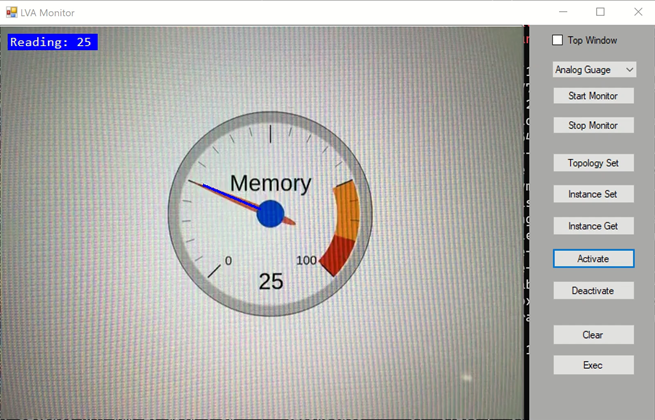 LVA Monitor
Reading: 25
Memory
0
100
25
Top Window
Analog Guage
Start Monitor
Stop Monitor
Topology Set
Instance Set
Instance Get
Activate
Deactivate
Clear
Exec